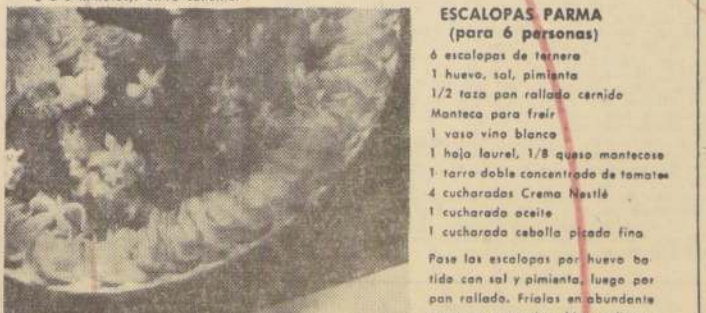 ESCALOPAS PARMA
(para 6 personas)
6 escalopas de ternera
1 huevo, sal, pimienta
1/2 taza pan rallado cernido
Manteca para freír
1 vaso vino blanco
1 hoja laurel, 1/8 queso mantecoso
1 tarro doble concentrado de tomates
4 cucharadas Crema Nestlé
1 cucharada aceite
1 cucharada cebolla picada fina
Pase las escalopas por huevo ba-
tido con sal y pimienta, luego por
pan rallado. Fríalas en abundante